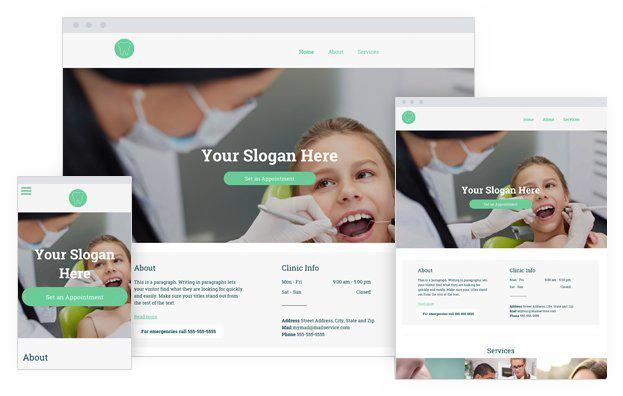 Home About Services
Your Slogan Here
Set an Appointment
About
This is a paragraph. Writing in paragraphs lets
your visitor find what they are looking for quickly
and easily. Make sure your titles stand out
from the rest of the text.
Read more
For emergencies call 555-555-5555
Clinic Info
Mon - Fri 9:00 am - 5:00 pm
Sat - Sun Closed
Address Street Address, City, State and Zip
Mail mymail@mailservice.com
Phone 555-555-5555
Your Slogan
Here
Set an Appointment
About
Home About Services
Your Slogan Here
Set an Appointment
About
This is a paragraph. Writing in paragraphs lets
your visitor find what they are looking for
quickly and easily. Make sure your titles stand
out from the rest of the text.
Read more
For emergencies call 555-555-5555
Clinic Info
Mon - Fri 9:00 am - 5:00 pm
Sat - Sun Closed
Address Street Address, City, State and Zip
Mail mymail@mailservice.com
Phone 555-555-5555
Services